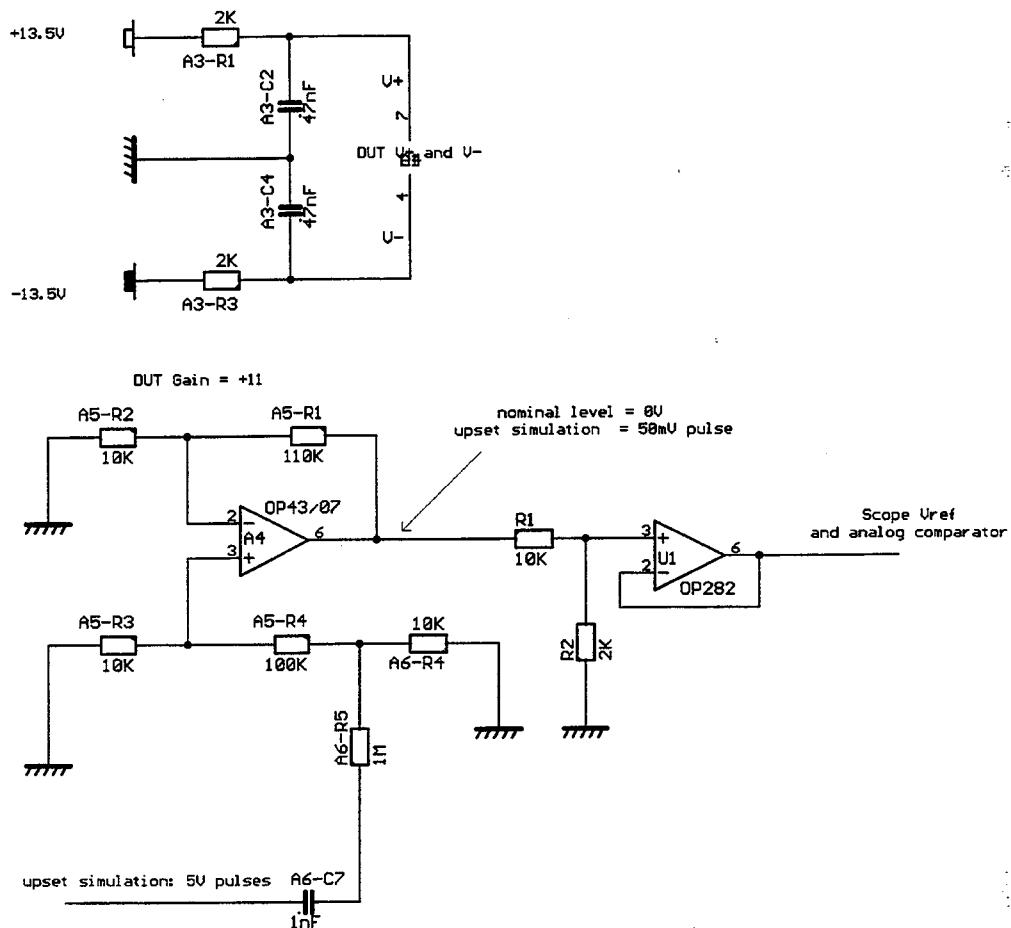 +13.5V
2K
A3-R1
A3-C2
.47nF
V+
7
DUT V+ and V-
4
A3-C4
.47nF
V-
2K
-13.5V
A3-R3
DUT Gain = +11
A5-R2
10K
A5-R1
110K
nominal level = 0V
upset simulation = 50mV pulse
OP43/07
2
-
A4
3
+
6
R1
10K
3
+
U1
2
-
6
OP282
Scope Vref
and analog comparator
A5-R3
10K
A5-R4
100K
10K
A6-R4
R2
2K
A6-R5
1M
upset simulation: 5V pulses
A6-C7
.1nF